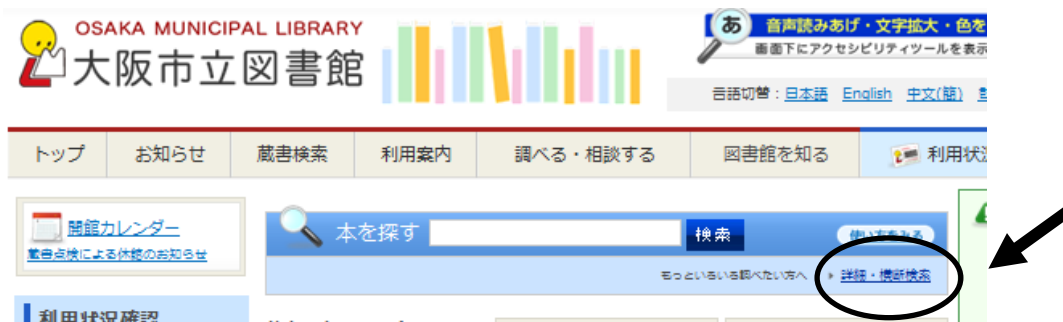 OSAKA MUNICIPAL LIBRARY
大阪市立図書館
あ 音声読みあげ・文字拡大・色を
画面下にアクセシビリティツールを表示
言語切替：日本語 English 中文(簡)
トップ お知らせ 蔵書検索 利用案内 調べる・相談する 図書館を知る 利用状況
開館カレンダー
蔵書点検による休館のお知らせ
本を探す 検索 使い方をみる
もっといろいろ調べたい方へ 詳細・横断検索
利用状況確認